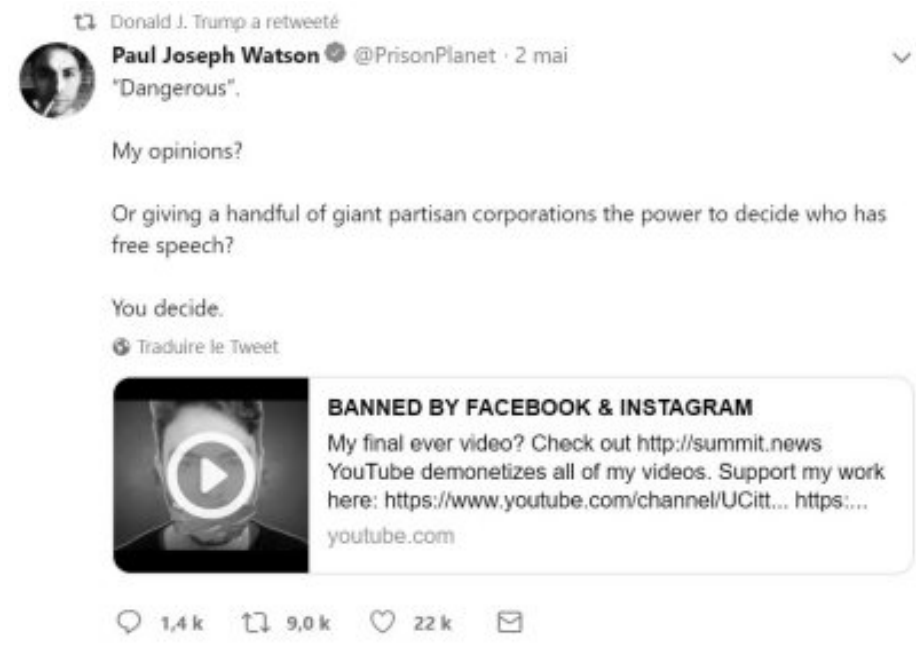 Donald J. Trump a retweeté
Paul Joseph Watson @PrisonPlanet · 2 mai
"Dangerous".
My opinions?
Or giving a handful of giant partisan corporations the power to decide who has
free speech?
You decide.
Traduire le Tweet
BANNED BY FACEBOOK & INSTAGRAM
My final ever video? Check out http://summit.news
YouTube demonetizes all of my videos. Support my work
here: https://www.youtube.com/channel/UCitt... https:...
youtube.com
1,4 k 9,0 k 22 k